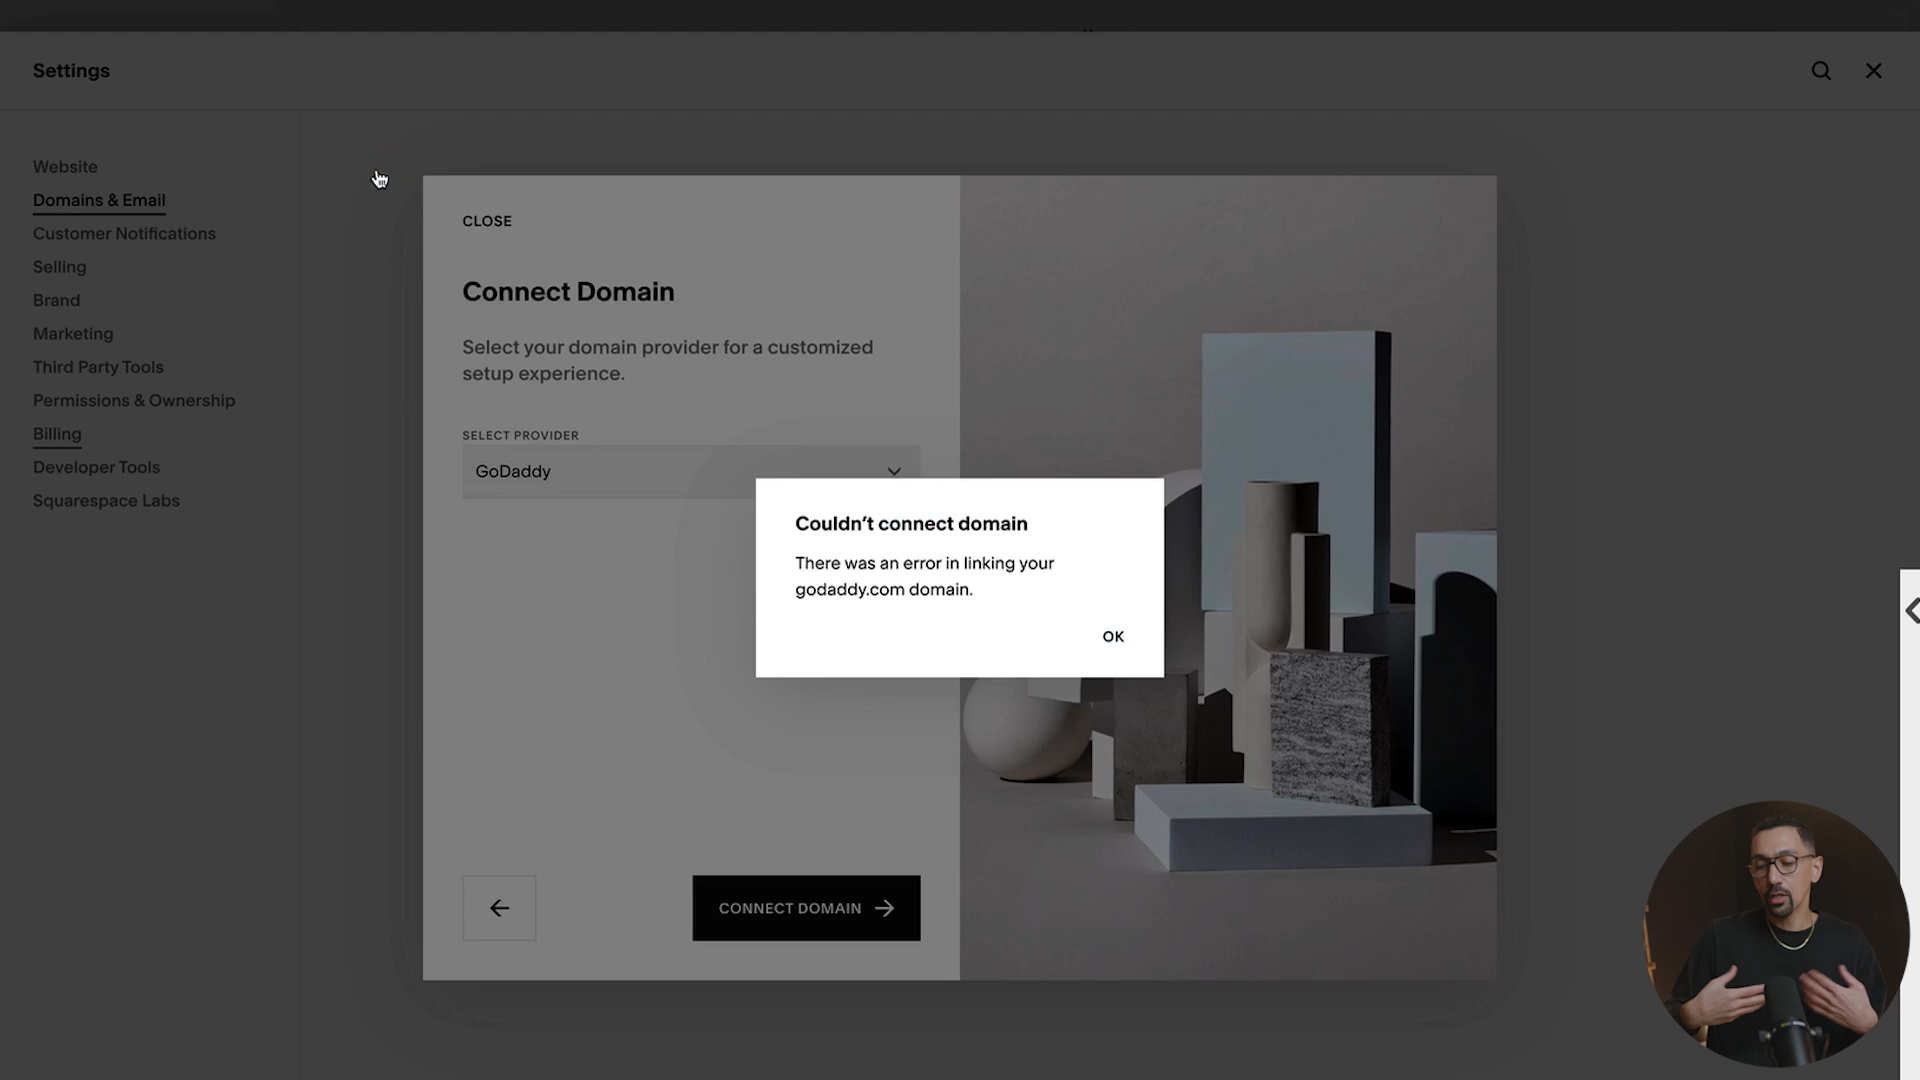 Settings
Website
Domains & Email
Customer Notifications
Selling
Brand
Marketing
Third Party Tools
Permissions & Ownership
Billing
Developer Tools
Squarespace Labs
CLOSE
Connect Domain
Select your domain provider for a customized
setup experience.
SELECT PROVIDER
GoDaddy
Couldn’t connect domain
There was an error in linking your
godaddy.com domain.
OK
CONNECT DOMAIN